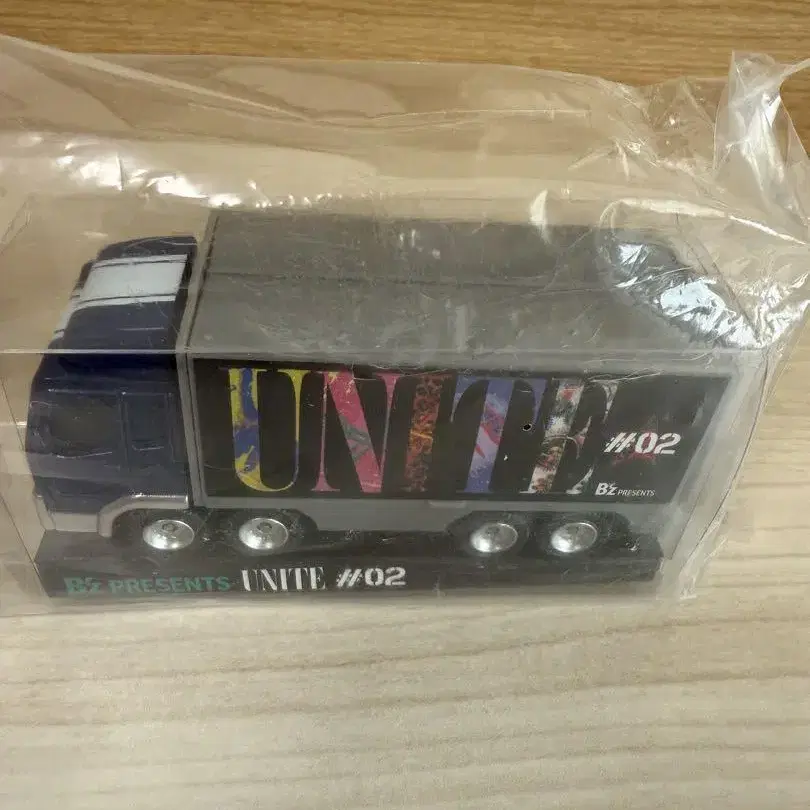 UNITE #02
B'z PRESENTS
B'z PRESENTS UNITE #02